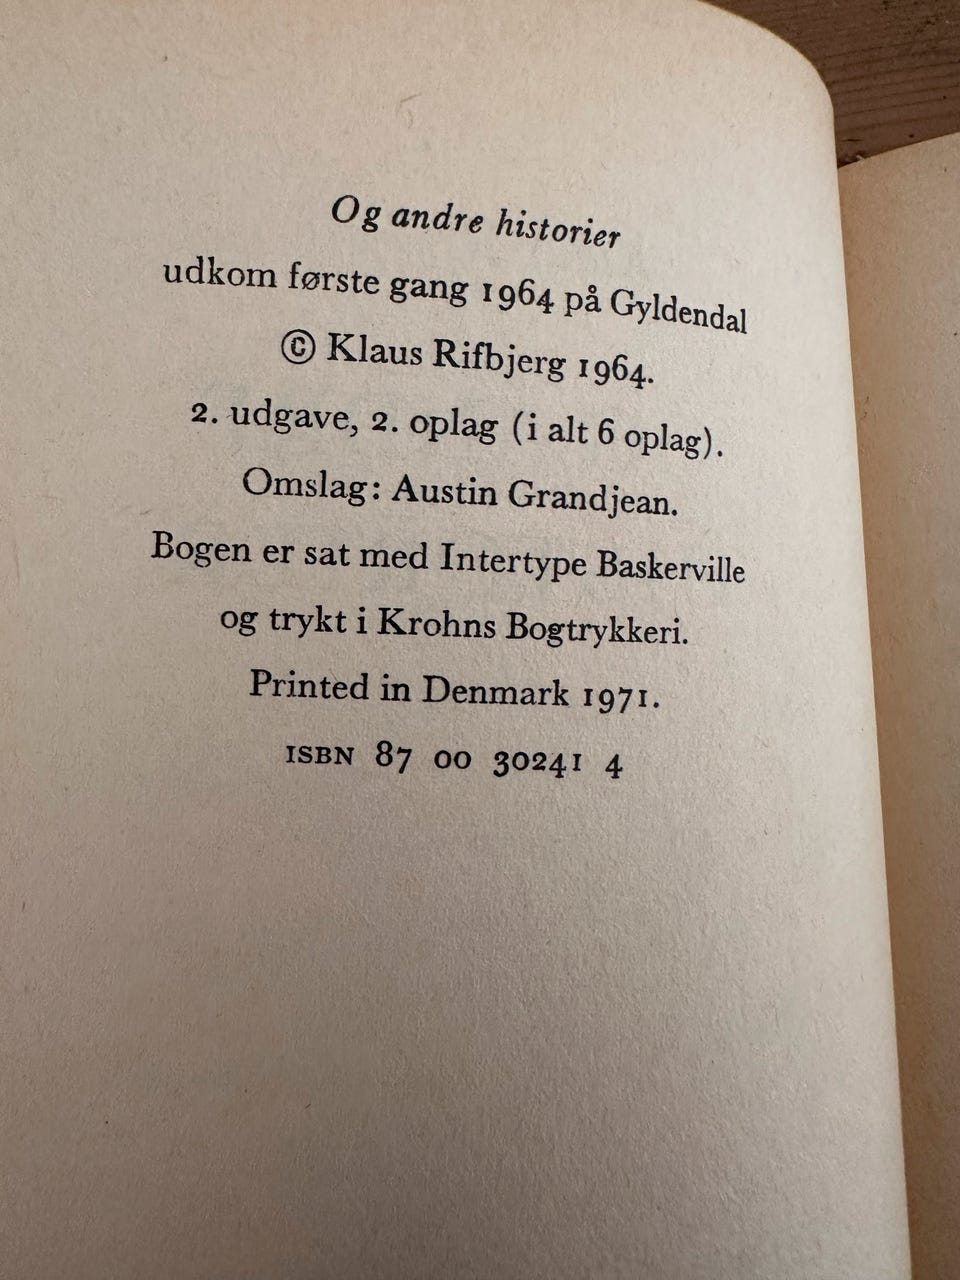 Og andre historier
udkom første gang 1964 på Gyldendal
© Klaus Rifbjerg 1964.
2. udgave, 2. oplag (i alt 6 oplag).
Omslag: Austin Grandjean.
Bogen er sat med Intertype Baskerville
og trykt i Krohns Bogtrykkeri.
Printed in Denmark 1971.
ISBN 87 00 30241 4